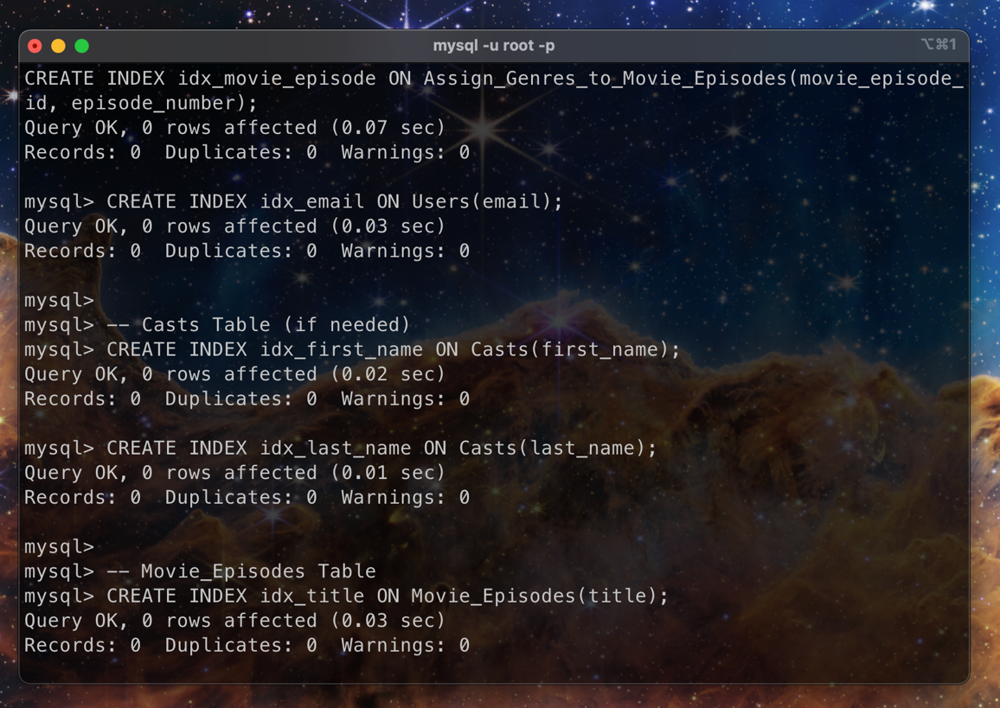 mysql -u root -p
⌥⌘1
CREATE INDEX idx_movie_episode ON Assign_Genres_to_Movie_Episodes(movie_episode_
id, episode_number);
Query OK, 0 rows affected (0.07 sec)
Records: 0  Duplicates: 0  Warnings: 0
mysql> CREATE INDEX idx_email ON Users(email);
Query OK, 0 rows affected (0.03 sec)
Records: 0  Duplicates: 0  Warnings: 0
mysql>
mysql> -- Casts Table (if needed)
mysql> CREATE INDEX idx_first_name ON Casts(first_name);
Query OK, 0 rows affected (0.02 sec)
Records: 0  Duplicates: 0  Warnings: 0
mysql> CREATE INDEX idx_last_name ON Casts(last_name);
Query OK, 0 rows affected (0.01 sec)
Records: 0  Duplicates: 0  Warnings: 0
mysql>
mysql> -- Movie_Episodes Table
mysql> CREATE INDEX idx_title ON Movie_Episodes(title);
Query OK, 0 rows affected (0.03 sec)
Records: 0  Duplicates: 0  Warnings: 0